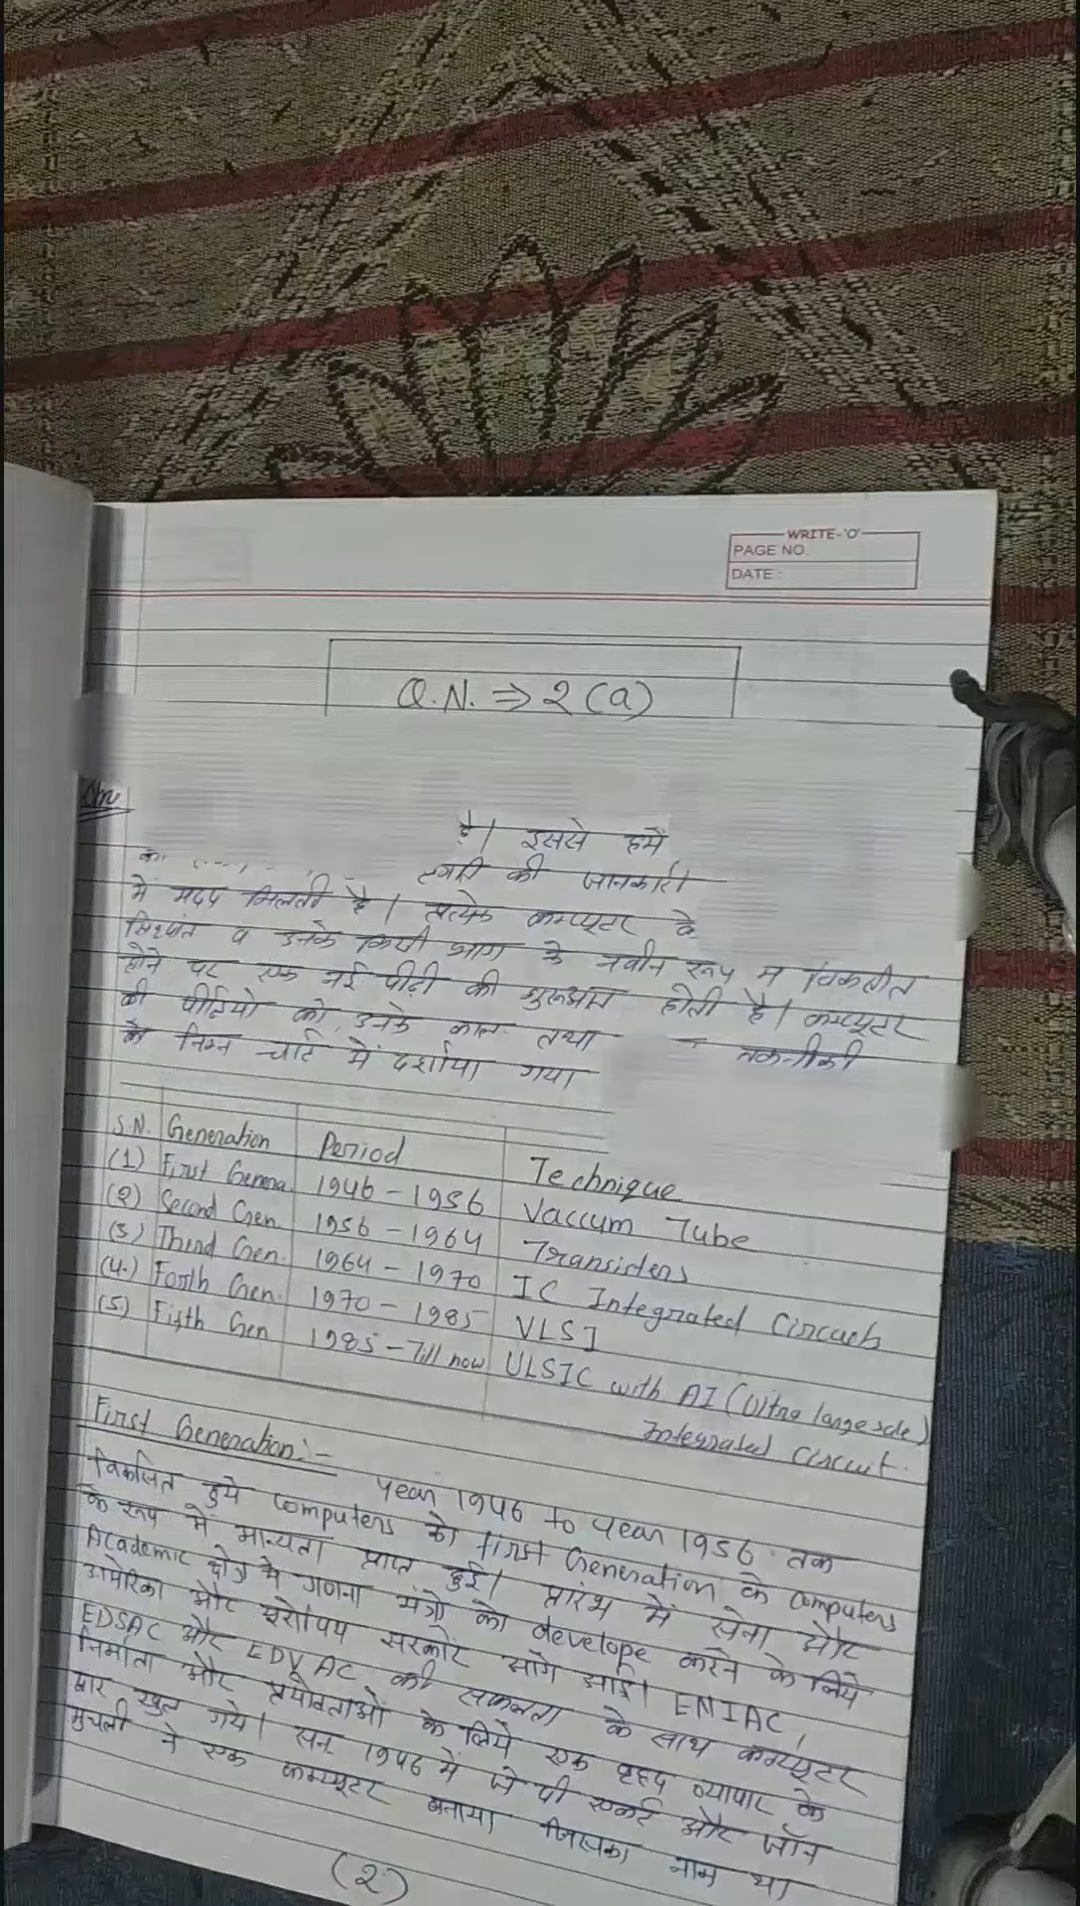 WRITE-'O'
PAGE NO.
DATE :
Q.N. ⇒ 2 (a)
Ans
है। इससे हमें
की जानकारी
में मदद मिलती है। प्रत्येक कम्प्यूटर के
सिद्धांत व उनके किसी भाग के नवीन रूप में विकसीत
होने पर एक नई पीढ़ी की शुरूआत होती है। कम्प्यूटर
की पीढियो को उनके काल तथा तकनीकी
के निम्न चार्ट में दर्शाया गया
S.N. Generation Period Technique
(1) First Genera. 1946 - 1956 Vaccum Tube
(2) Second Gen. 1956 - 1964 Transisters
(3) Third Gen. 1964 - 1970 IC Integrated Circuch
(4.) Forth Gen. 1970 - 1985 VLSI
(5) Fifth Gen 1985 - Till now ULSIC with AI (Ultra large scle)
Integrated Circuit.
First Generation:-
Year 1946 to year 1956 तक
विकसित हुये Computers को first Generation के Computers
के रूप में मान्यता प्राप्त हुई। प्रारंभ में सेना और
Academic क्षेत्र मे गणना यंत्रो को develope करने के लिये
अमेरिका और सरकारे आगे आई। ENIAC,
EDSAC और EDVAC की सफलता के साथ कम्प्यूटर
निर्माता और के लिये एक वृहद व्यापार के
द्वार खुल गये। सन् 1946 में जे पी एकर्ट और जॉन
मुचली ने एक कम्प्यूटर बनाया जिसका नाम था
(2)